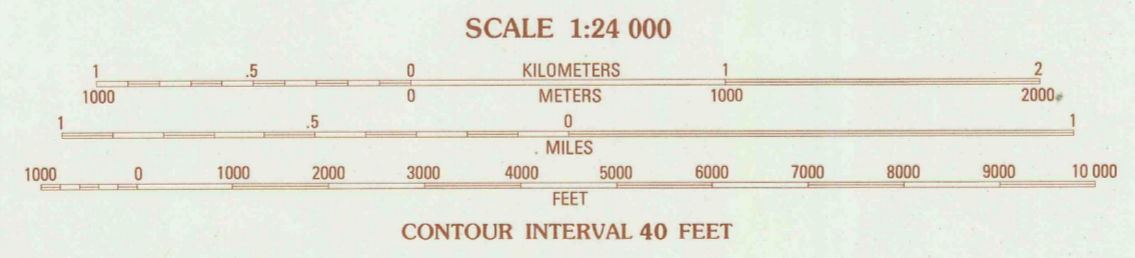 SCALE 1:24 000
1 .5 0 KILOMETERS 1 2
1000 0 METERS 1000 2000
1 .5 0 1
MILES
1000 0 1000 2000 3000 4000 5000 6000 7000 8000 9000 10 000
FEET
CONTOUR INTERVAL 40 FEET